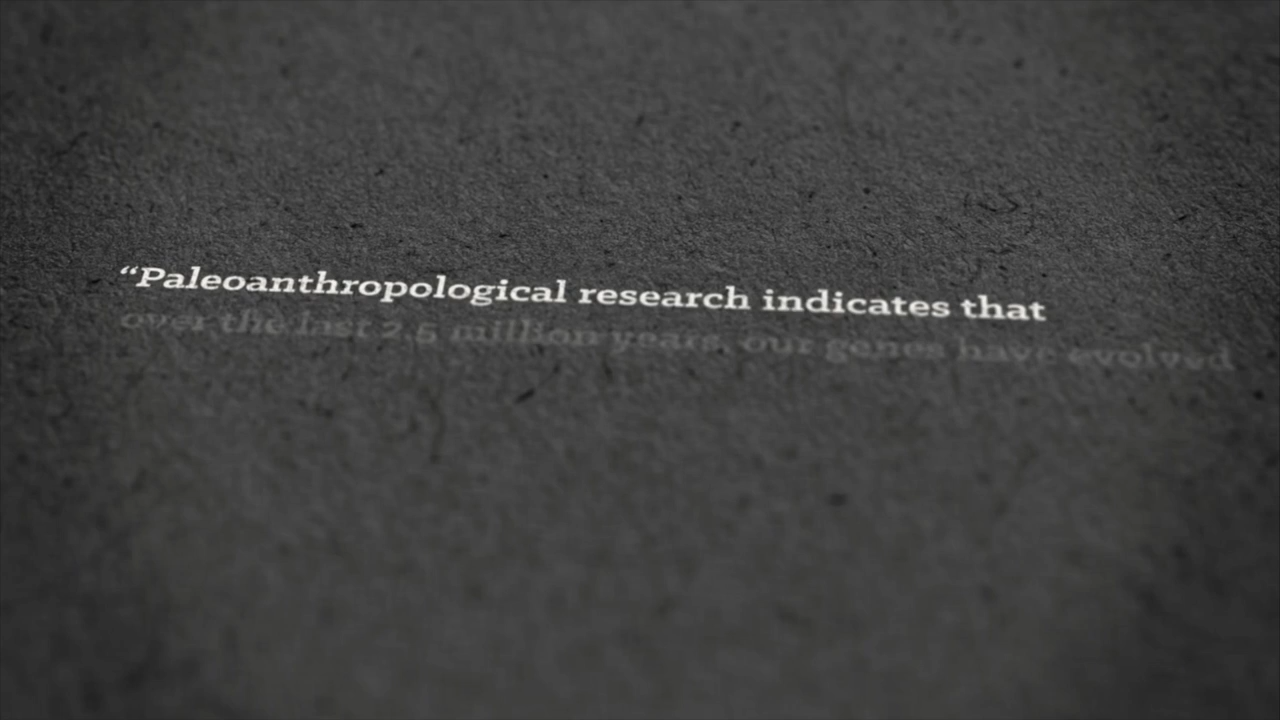 “Paleoanthropological research indicates that
over the last 2.5 million years, our genes have evolved